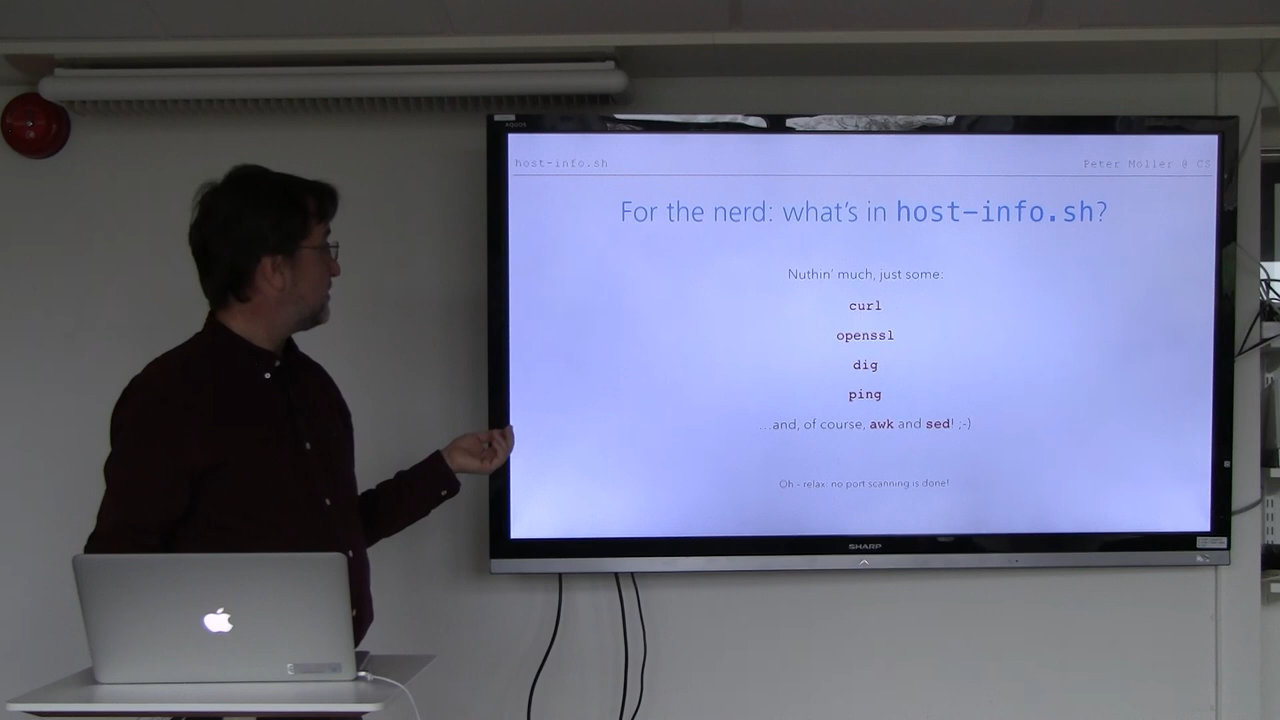 AQUOS
host-info.sh
Peter Möller @ CS
For the nerd: what's in host-info.sh?
Nuthin' much, just some:
curl
openssl
dig
ping
…and, of course, awk and sed! ;-)
Oh - relax: no port scanning is done!
SHARP